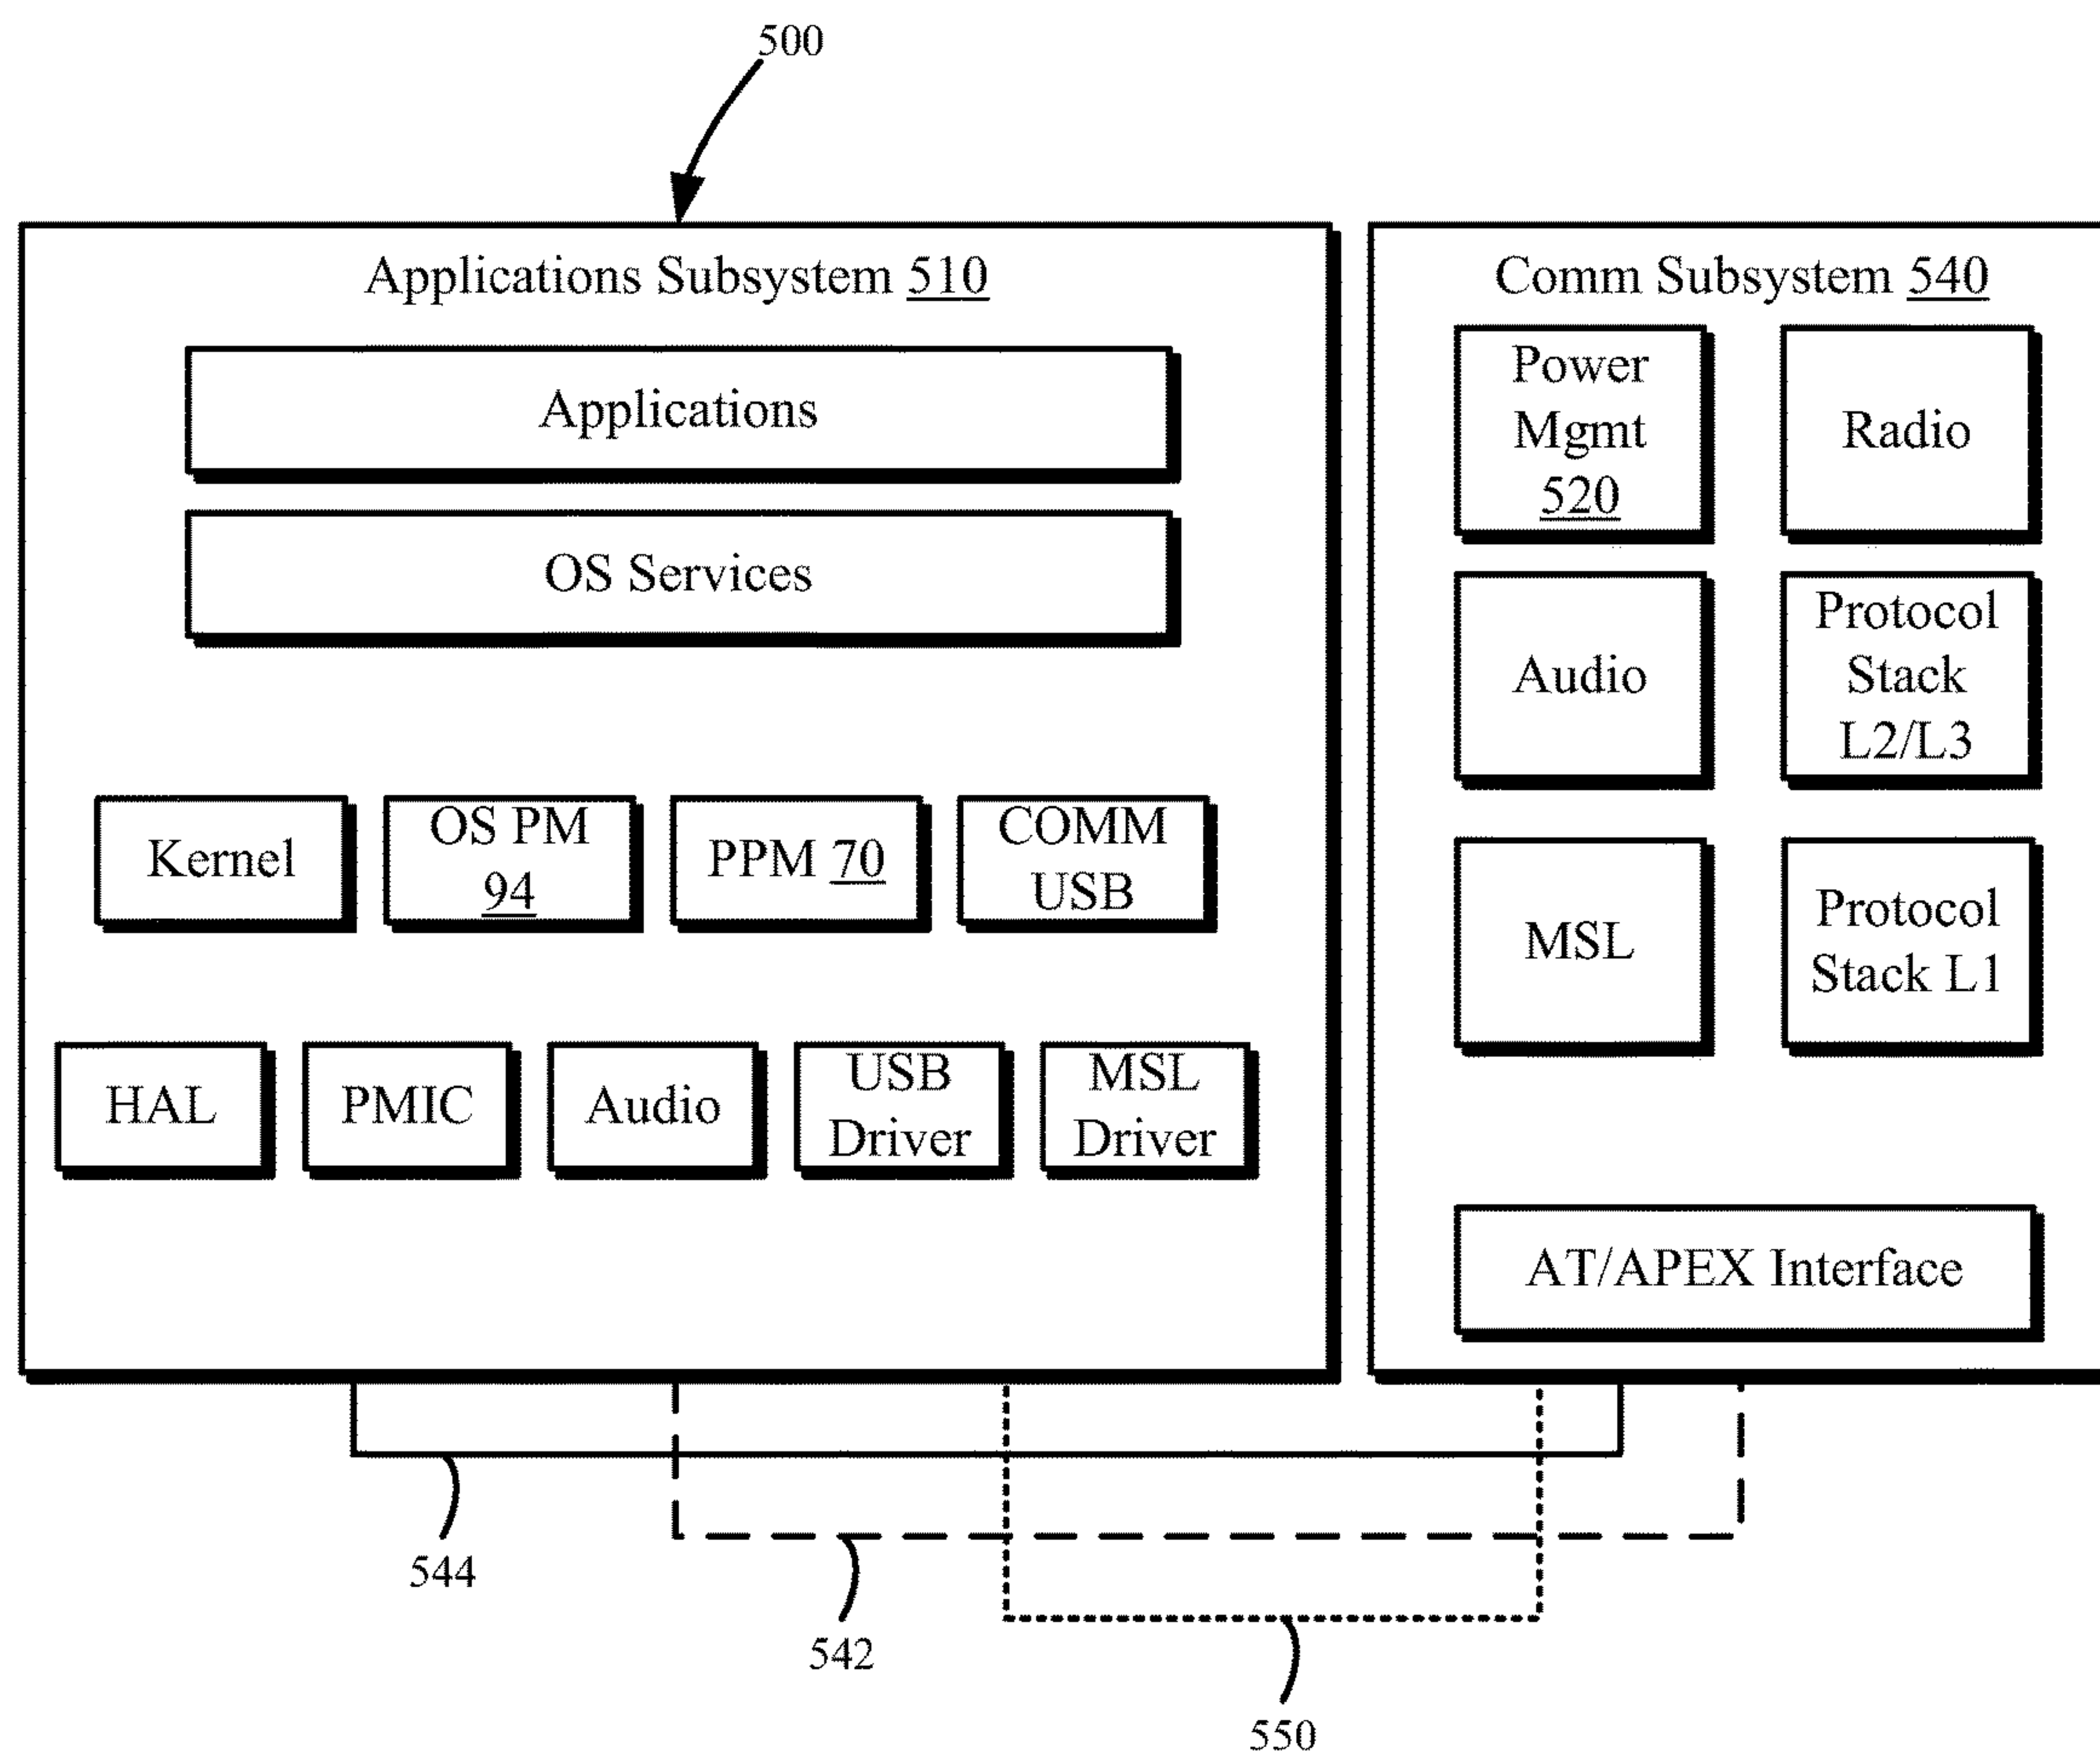 500
Applications Subsystem 510
Applications
OS Services
Kernel
OS PM
94
PPM 70
COMM
USB
HAL
PMIC
Audio
USB
Driver
MSL
Driver
Comm Subsystem 540
Power
Mgmt
520
Radio
Audio
Protocol
Stack
L2/L3
MSL
Protocol
Stack L1
AT/APEX Interface
544
542
550